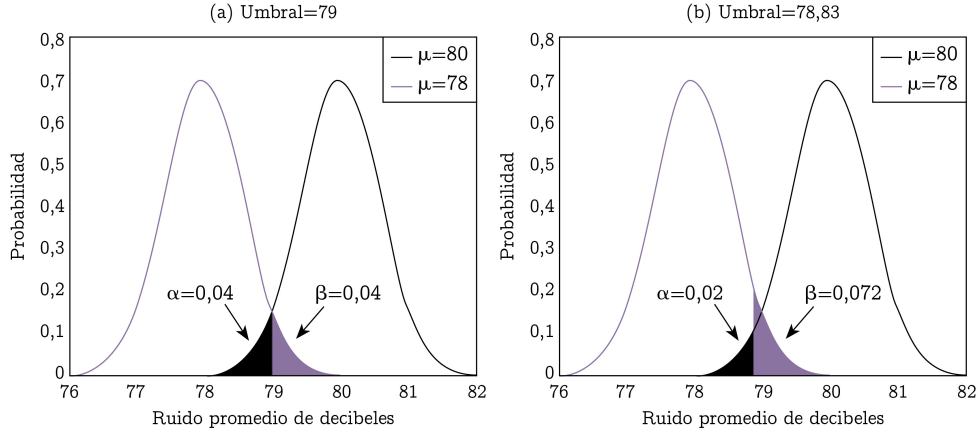 (a) Umbral=79
0,8
0,7
0,6
0,5
0,4
0,3
0,2
0,1
0
Probabilidad
μ=80
μ=78
α=0,04
β=0,04
76 77 78 79 80 81 82
Ruido promedio de decibeles
(b) Umbral=78,83
0,8
0,7
0,6
0,5
0,4
0,3
0,2
0,1
0
Probabilidad
μ=80
μ=78
α=0,02
β=0,072
76 77 78 79 80 81 82
Ruido promedio de decibeles